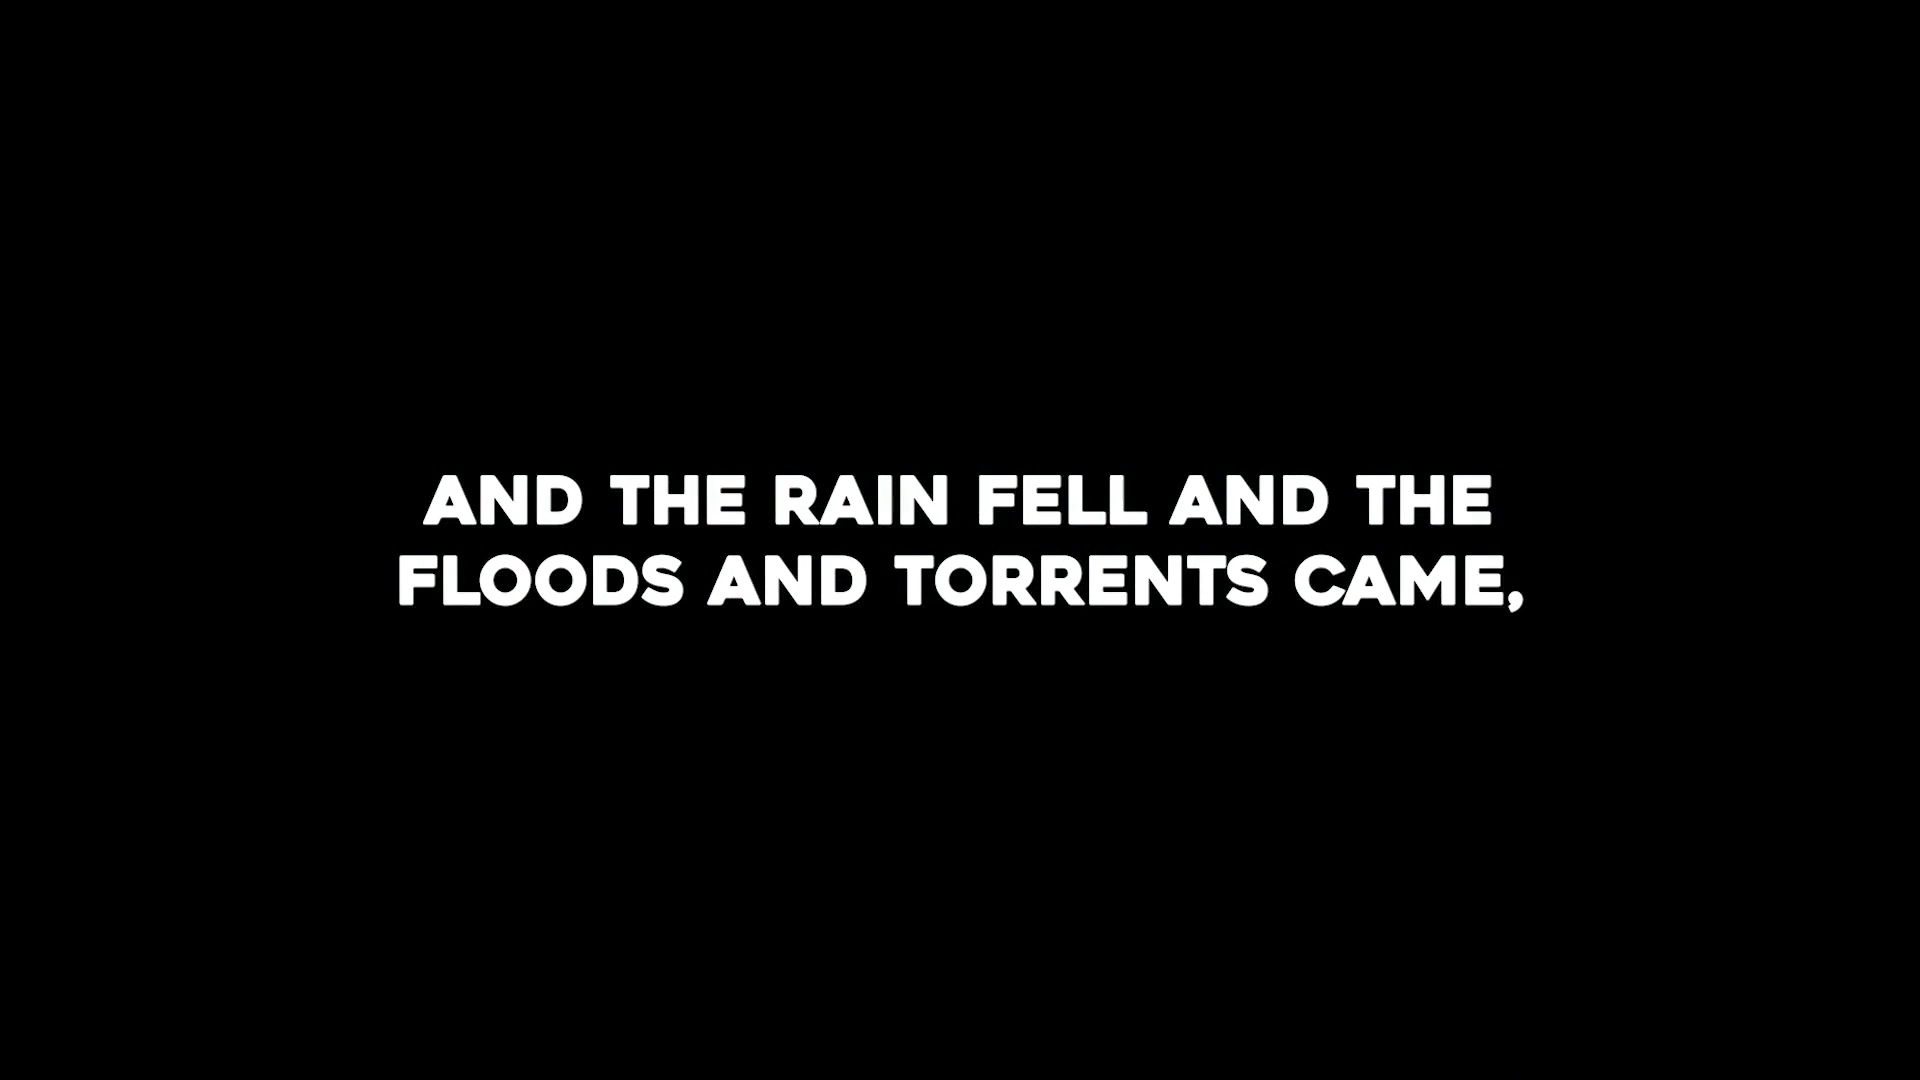 AND THE RAIN FELL AND THE
FLOODS AND TORRENTS CAME,